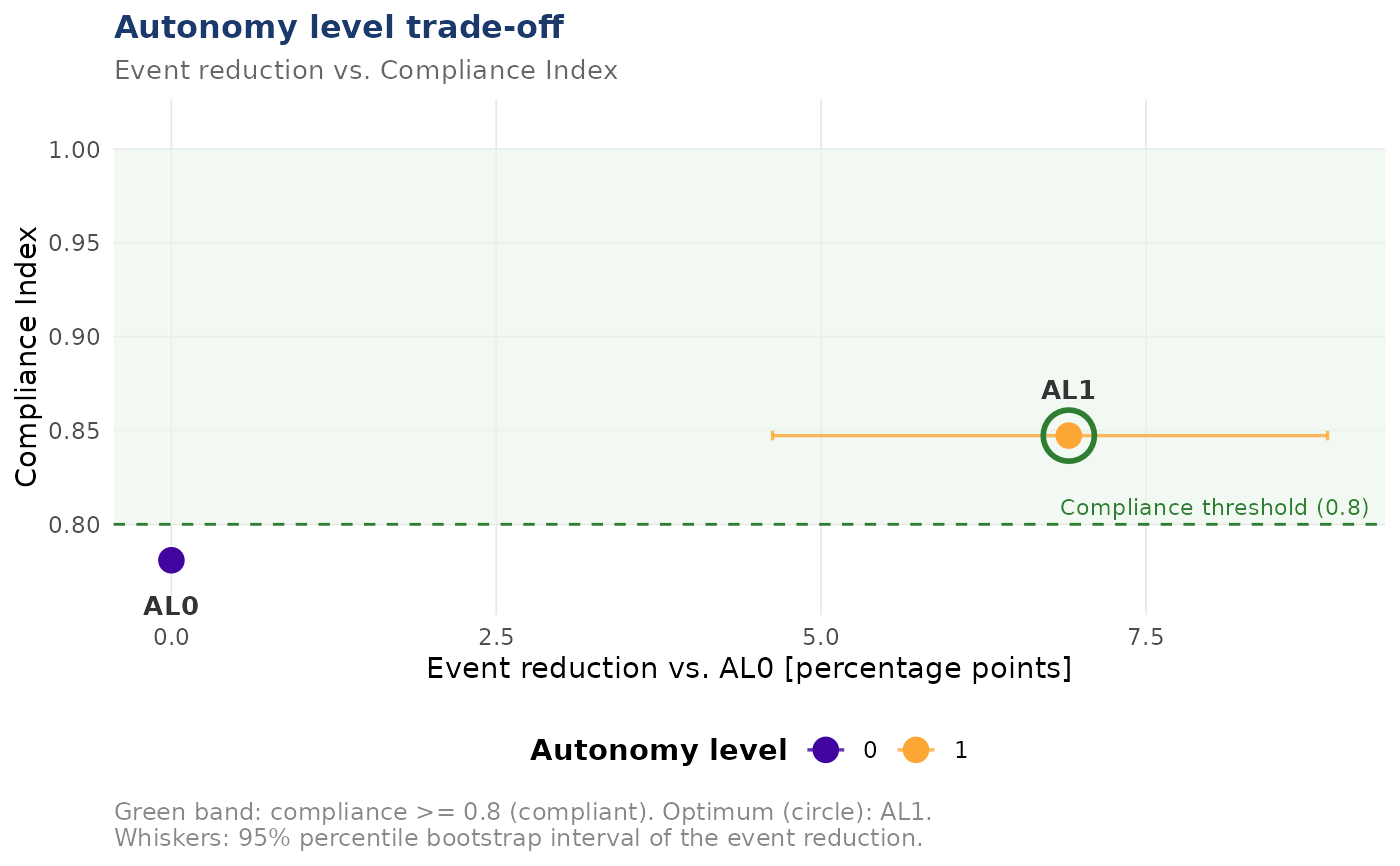 Autonomy level trade-off
Event reduction vs. Compliance Index
1.00
0.95
0.90
0.85
0.80
Compliance Index
AL1
Compliance threshold (0.8)
AL0
0.0 2.5 5.0 7.5
Event reduction vs. AL0 [percentage points]
Autonomy level 0 1
Green band: compliance >= 0.8 (compliant). Optimum (circle): AL1.
Whiskers: 95% percentile bootstrap interval of the event reduction.